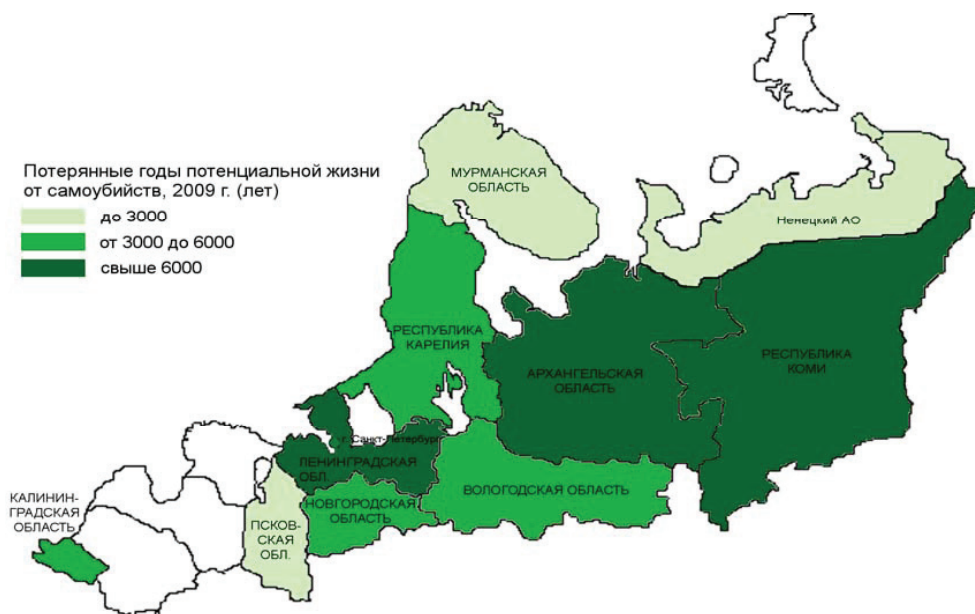 Потерянные годы потенциальной жизни
от самоубийств, 2009 г. (лет)
до 3000
от 3000 до 6000
свыше 6000
МУРМАНСКАЯ
ОБЛАСТЬ
Ненецкий АО
РЕСПУБЛИКА
КАРЕЛИЯ
АРХАНГЕЛЬСКАЯ
ОБЛАСТЬ
РЕСПУБЛИКА
КОМИ
г. Санкт-Петербург
ЛЕНИНГРАДСКАЯ
ОБЛ.
ВОЛОГОДСКАЯ ОБЛАСТЬ
НОВГОРОДСКАЯ
ОБЛАСТЬ
КАЛИНИН-
ГРАДСКАЯ
ОБЛАСТЬ
ПСКОВ-
СКАЯ
ОБЛ.